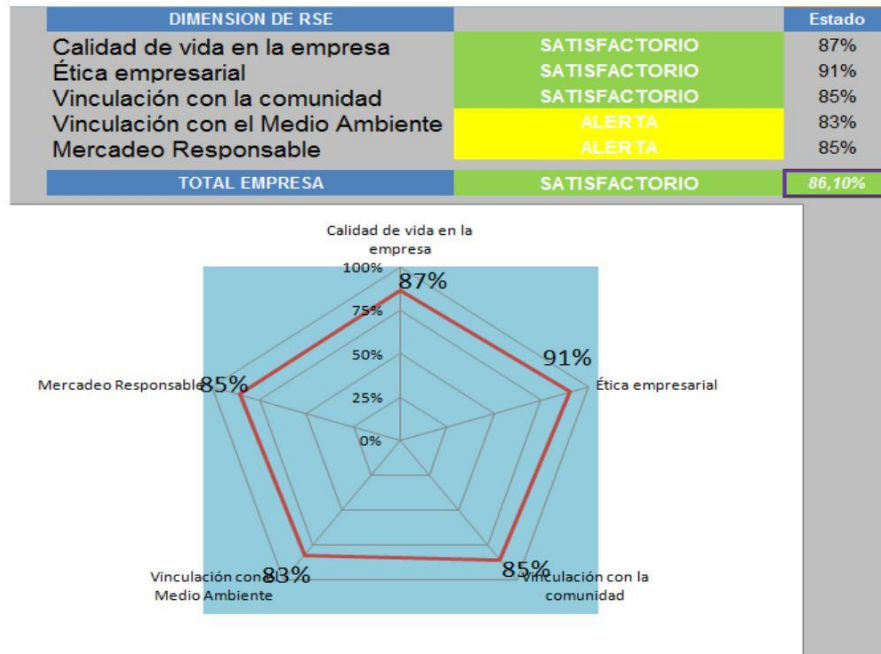 DIMENSION DE RSE Estado
Calidad de vida en la empresa SATISFACTORIO 87%
Ética empresarial SATISFACTORIO 91%
Vinculación con la comunidad SATISFACTORIO 85%
Vinculación con el Medio Ambiente ALERTA 83%
Mercadeo Responsable ALERTA 85%
TOTAL EMPRESA SATISFACTORIO 86,10%
Calidad de vida en la
empresa
100%
87%
75%
50%
91%
Mercadeo Responsable 85% Ética empresarial
25%
0%
Vinculación con el 83% 85% Vinculación con la
Medio Ambiente comunidad